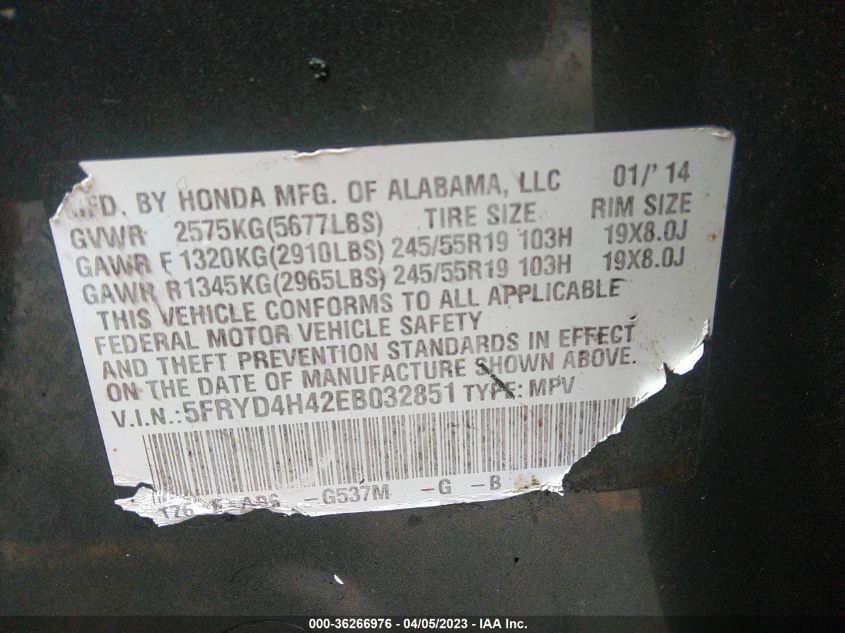 MFD. BY HONDA MFG. OF ALABAMA, LLC 01/'14
GVWR 2575KG(5677LBS) TIRE SIZE RIM SIZE
GAWR F 1320KG(2910LBS) 245/55R19 103H 19X8.0J
GAWR R1345KG(2965LBS) 245/55R19 103H 19X8.0J
THIS VEHICLE CONFORMS TO ALL APPLICABLE
FEDERAL MOTOR VEHICLE SAFETY
AND THEFT PREVENTION STANDARDS IN EFFECT
ON THE DATE OF MANUFACTURE SHOWN ABOVE.
V.I.N.: 5FRYD4H42EB032851 TYPE: MPV
TZ6 -G537M -G -B
000-36266976 - 04/05/2023 - IAA Inc.